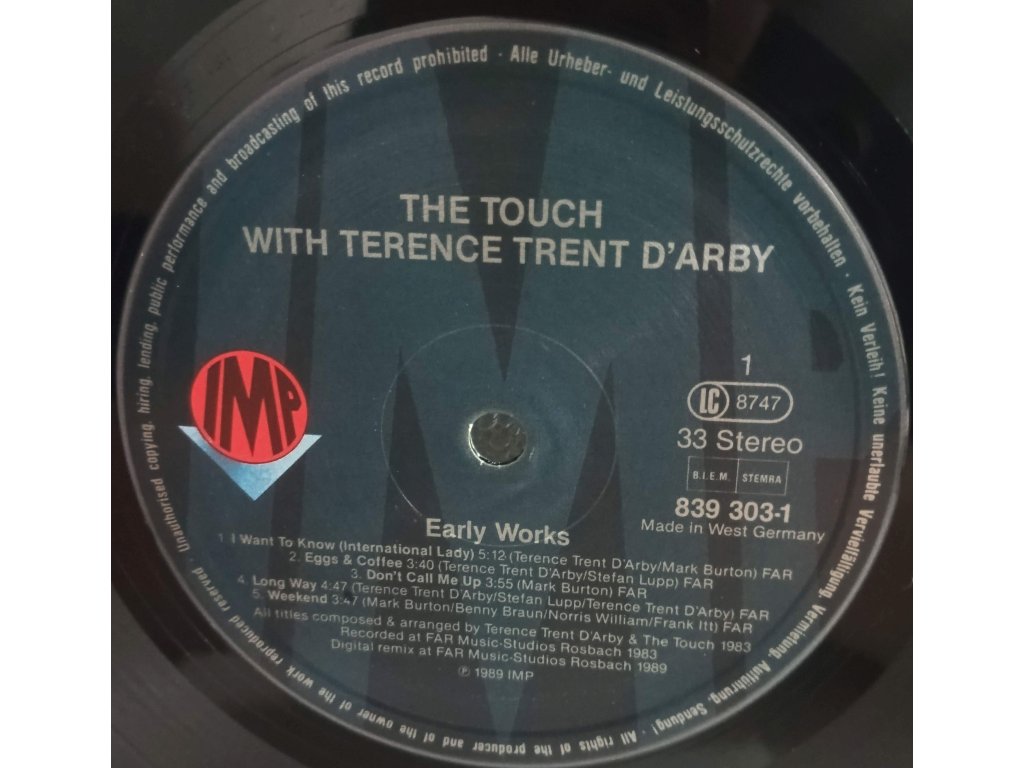 THE TOUCH
WITH TERENCE TRENT D'ARBY
IMP
1
LC 8747
33 Stereo
B.I.E.M. STEMRA
839 303-1
Made in West Germany
Early Works
1. I Want To Know (International Lady) 5:12 (Terence Trent D'Arby/Mark Burton) FAR
2. Eggs & Coffee 3:40 (Terence Trent D'Arby/Stefan Lupp) FAR
3. Don't Call Me Up 3:55 (Mark Burton) FAR
4. Long Way 4:47 (Terence Trent D'Arby/Stefan Lupp/Terence Trent D'Arby) FAR
5. Weekend 3:47 (Mark Burton/Benny Braun/Norris William/Frank Itt) FAR
All titles composed & arranged by Terence Trent D'Arby & The Touch 1983
Recorded at FAR Music-Studios Rosbach 1983
Digital remix at FAR Music-Studios Rosbach 1989
℗ 1989 IMP
Unauthorised copying, hiring, lending, public performance and broadcasting of this record prohibited · Alle Urheber- und Leistungsschutzrechte vorbehalten · Kein Verleih! Keine unerlaubte Vervielfältigung, Vermietung, Aufführung, Sendung! · All rights of the producer and of the owner of the work reproduced reserved ·